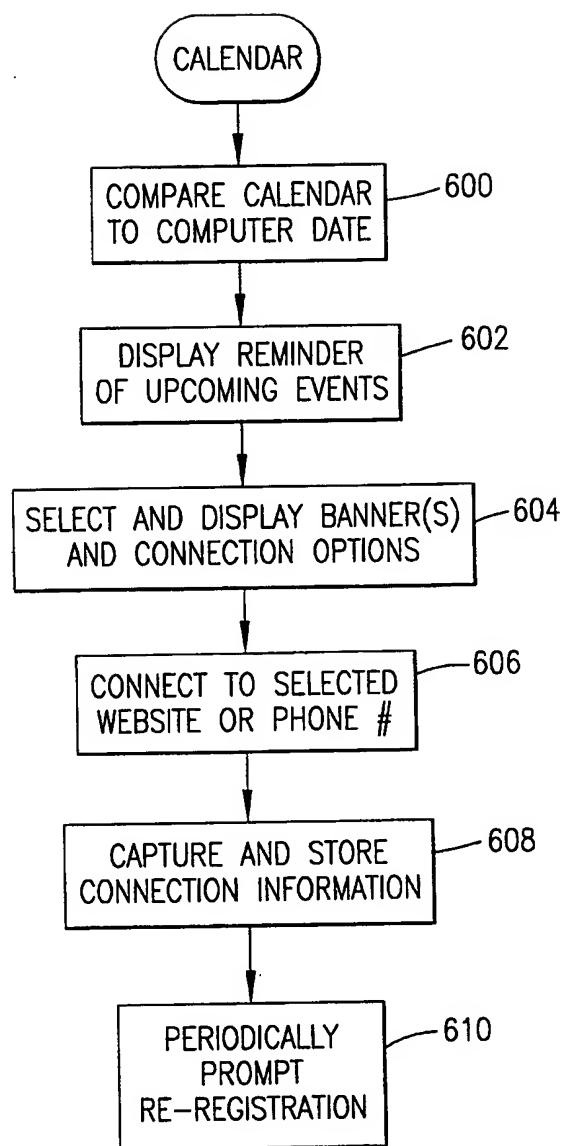 CALENDAR
COMPARE CALENDAR
TO COMPUTER DATE
600
DISPLAY REMINDER
OF UPCOMING EVENTS
602
SELECT AND DISPLAY BANNER(S)
AND CONNECTION OPTIONS
604
CONNECT TO SELECTED
WEBSITE OR PHONE #
606
CAPTURE AND STORE
CONNECTION INFORMATION
608
PERIODICALLY
PROMPT
RE-REGISTRATION
610